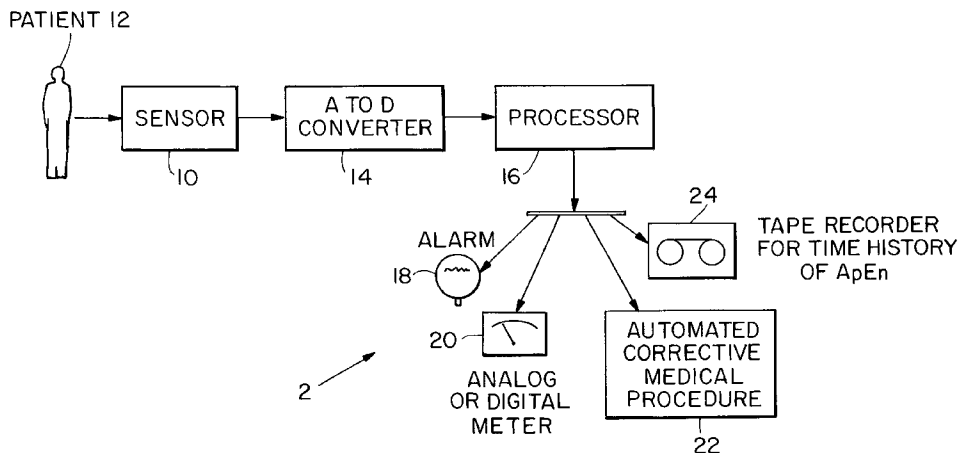 PATIENT 12
SENSOR
10
A TO D
CONVERTER
14
PROCESSOR
16
ALARM
18
20
ANALOG
OR DIGITAL
METER
24
TAPE RECORDER
FOR TIME HISTORY
OF ApEn
AUTOMATED
CORRECTIVE
MEDICAL
PROCEDURE
22
2